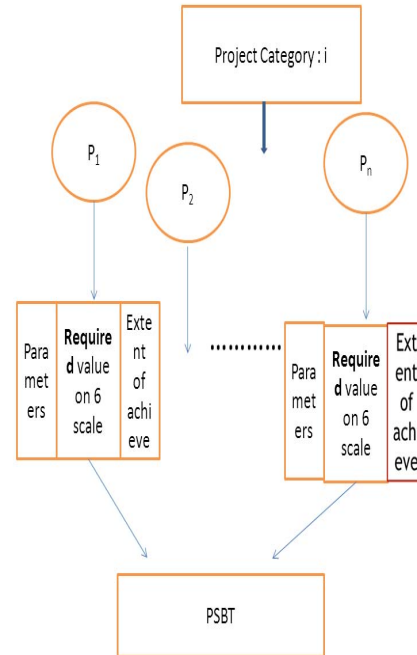 Project Category : i
P1
P2
Pn
Para
met
ers
Require
d value
on 6
scale
Exte
nt of
achi
eve
Para
met
ers
Require
d value
on 6
scale
Ext
ent
of
achi
eve
PSBT